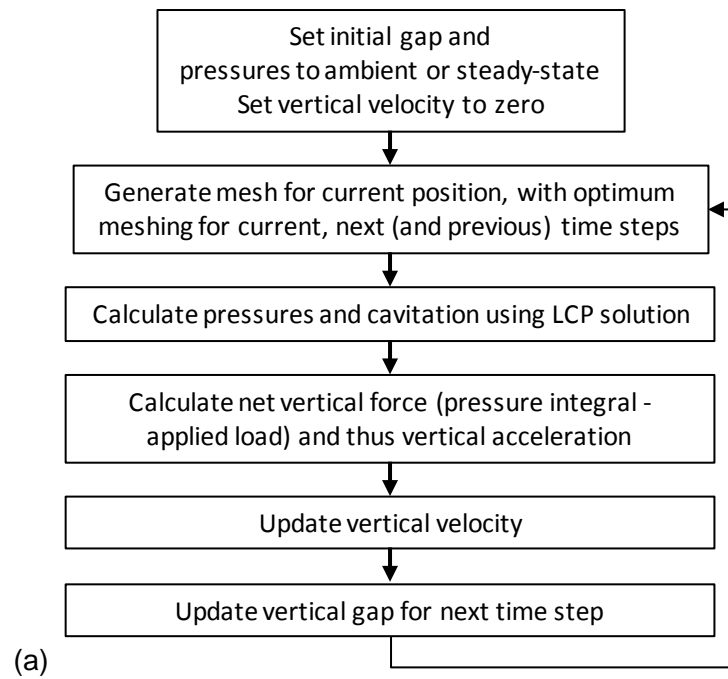 Set initial gap and
pressures to ambient or steady-state
Set vertical velocity to zero
Generate mesh for current position, with optimum
meshing for current, next (and previous) time steps
Calculate pressures and cavitation using LCP solution
Calculate net vertical force (pressure integral -
applied load) and thus vertical acceleration
Update vertical velocity
Update vertical gap for next time step
(a)